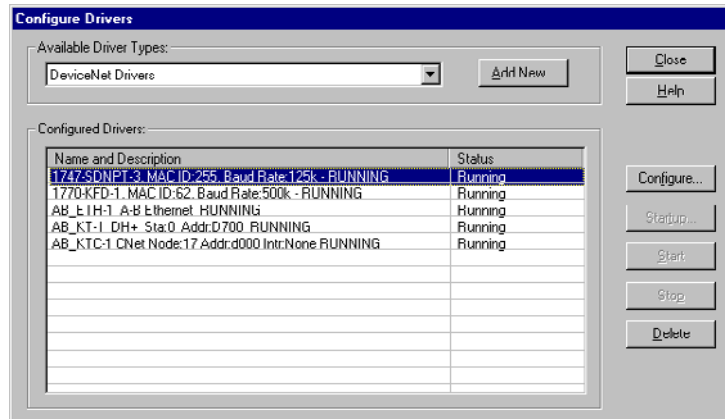 Configure Drivers
Available Driver Types:
DeviceNet Drivers
Add New
Close
Help
Configured Drivers:
Name and Description Status
1747-SDNPT-3, MAC ID:255, Baud Rate:125k - RUNNING Running
1770-KFD-1, MAC ID:62, Baud Rate:500k - RUNNING Running
AB_ETH-1 A-B Ethernet RUNNING Running
AB_KT-1 DH+ Sta:0 Addr:D700 RUNNING Running
AB_KTC-1 CNet Node:17 Addr:d000 Intr:None RUNNING Running
Configure...
Startup...
Start
Stop
Delete